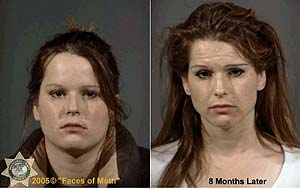 2005© "Faces of Meth"
8 Months Later